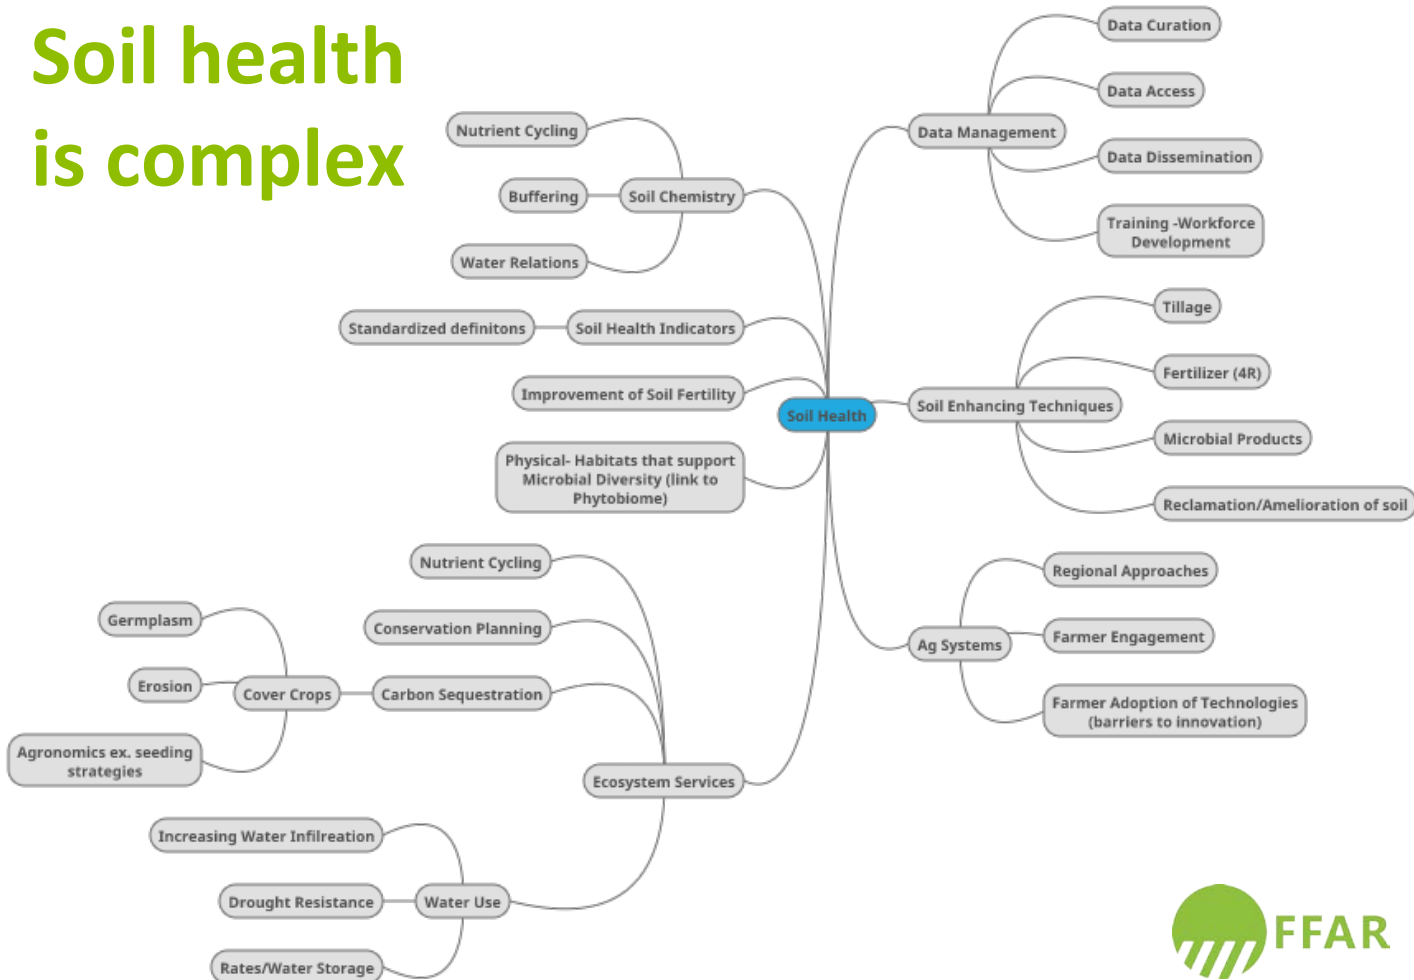 Soil health
is complex
Nutrient Cycling
Buffering
Soil Chemistry
Water Relations
Standardized definitons
Soil Health Indicators
Improvement of Soil Fertility
Physical- Habitats that support
Microbial Diversity (link to
Phytobiome)
Soil Health
Data Management
Data Curation
Data Access
Data Dissemination
Training -Workforce
Development
Soil Enhancing Techniques
Tillage
Fertilizer (4R)
Microbial Products
Reclamation/Amelioration of soil
Ag Systems
Regional Approaches
Farmer Engagement
Farmer Adoption of Technologies
(barriers to innovation)
Nutrient Cycling
Conservation Planning
Carbon Sequestration
Cover Crops
Germplasm
Erosion
Agronomics ex. seeding
strategies
Ecosystem Services
Increasing Water Infilreation
Drought Resistance
Water Use
Rates/Water Storage
FFAR